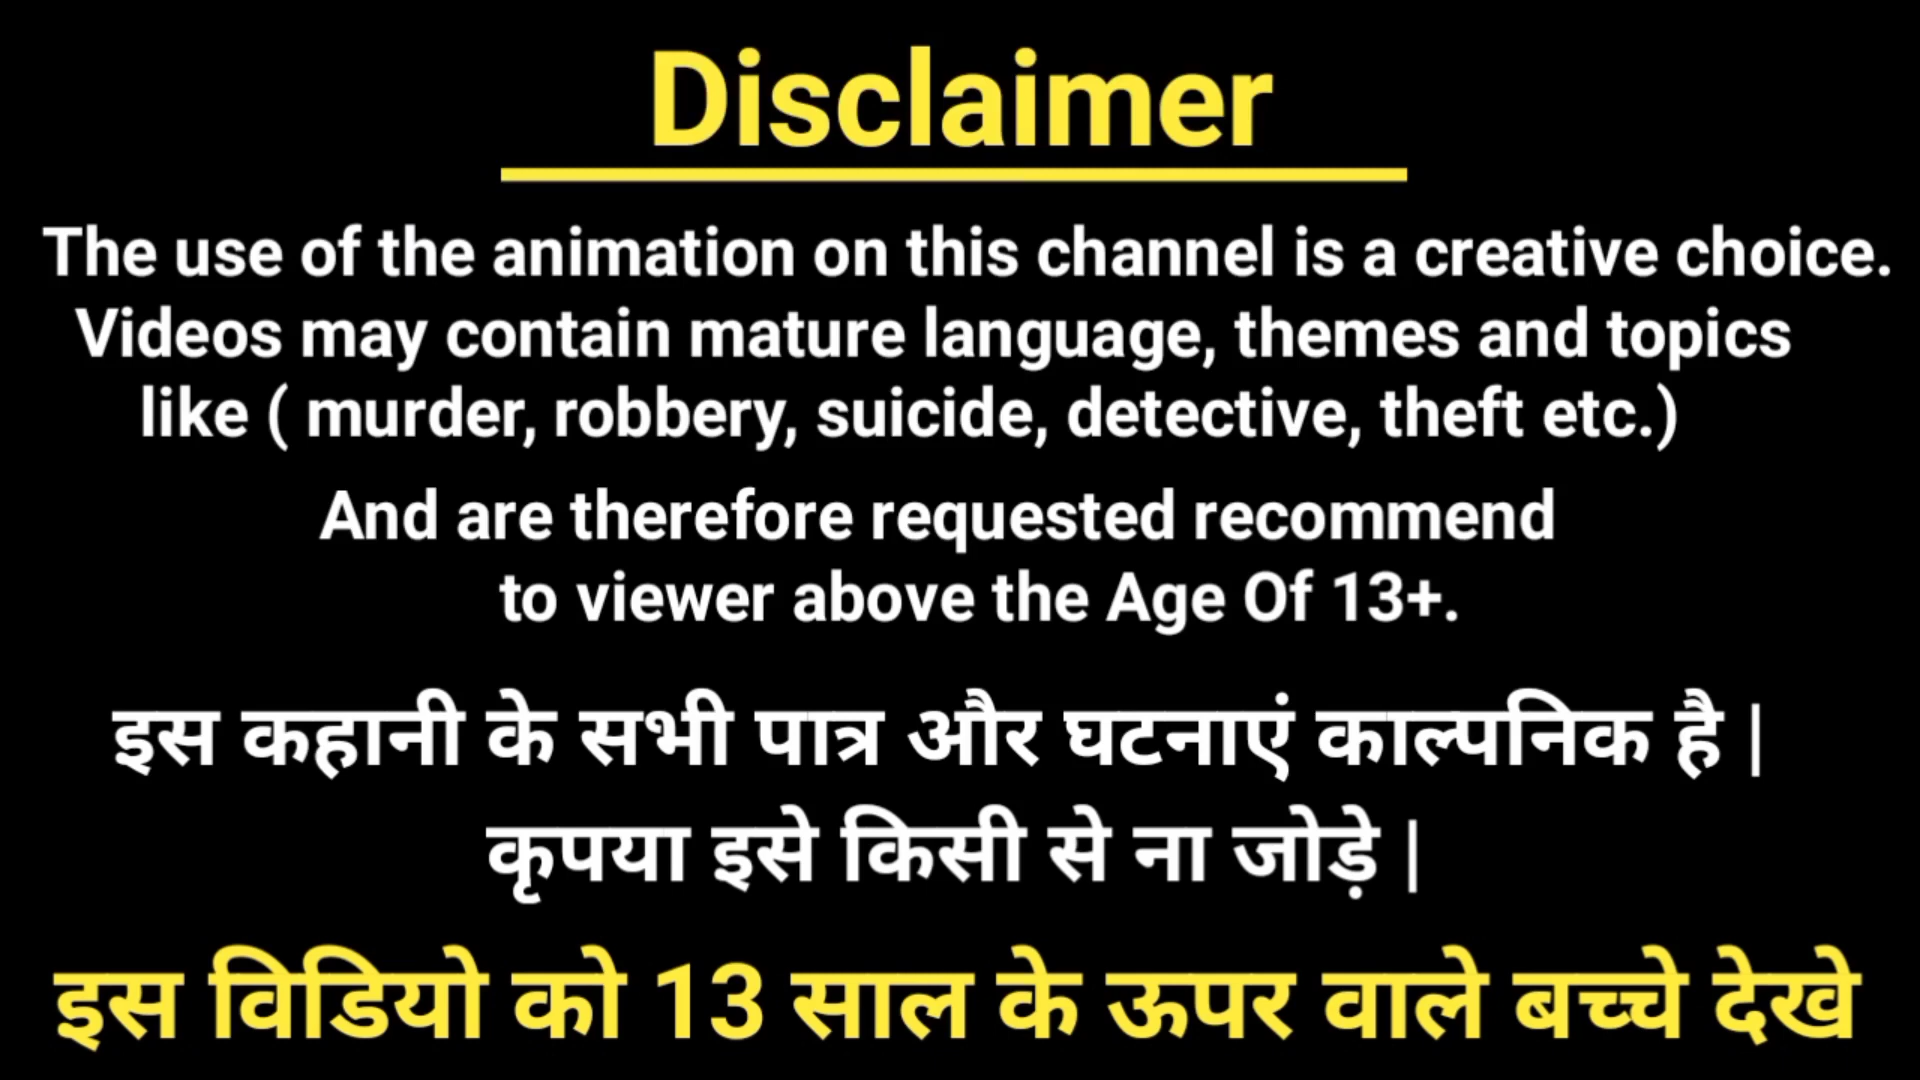 Disclaimer
The use of the animation on this channel is a creative choice.
Videos may contain mature language, themes and topics
like ( murder, robbery, suicide, detective, theft etc.)
And are therefore requested recommend
to viewer above the Age Of 13+.
इस कहानी के सभी पात्र और घटनाएं काल्पनिक है |
कृपया इसे किसी से ना जोड़े |
इस विडियो को 13 साल के ऊपर वाले बच्चे देखे